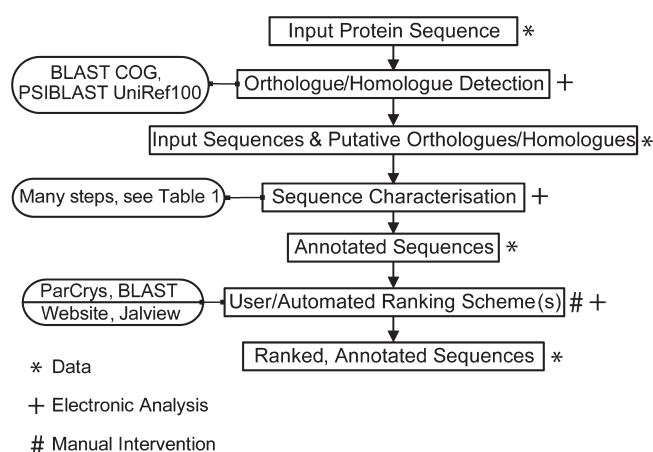 Input Protein Sequence *
BLAST COG,
PSIBLAST UniRef100
Orthologue/Homologue Detection +
Input Sequences & Putative Orthologues/Homologues *
Many steps, see Table 1
Sequence Characterisation +
Annotated Sequences *
ParCrys, BLAST
Website, Jalview
User/Automated Ranking Scheme(s) # +
Ranked, Annotated Sequences *
* Data
+ Electronic Analysis
# Manual Intervention